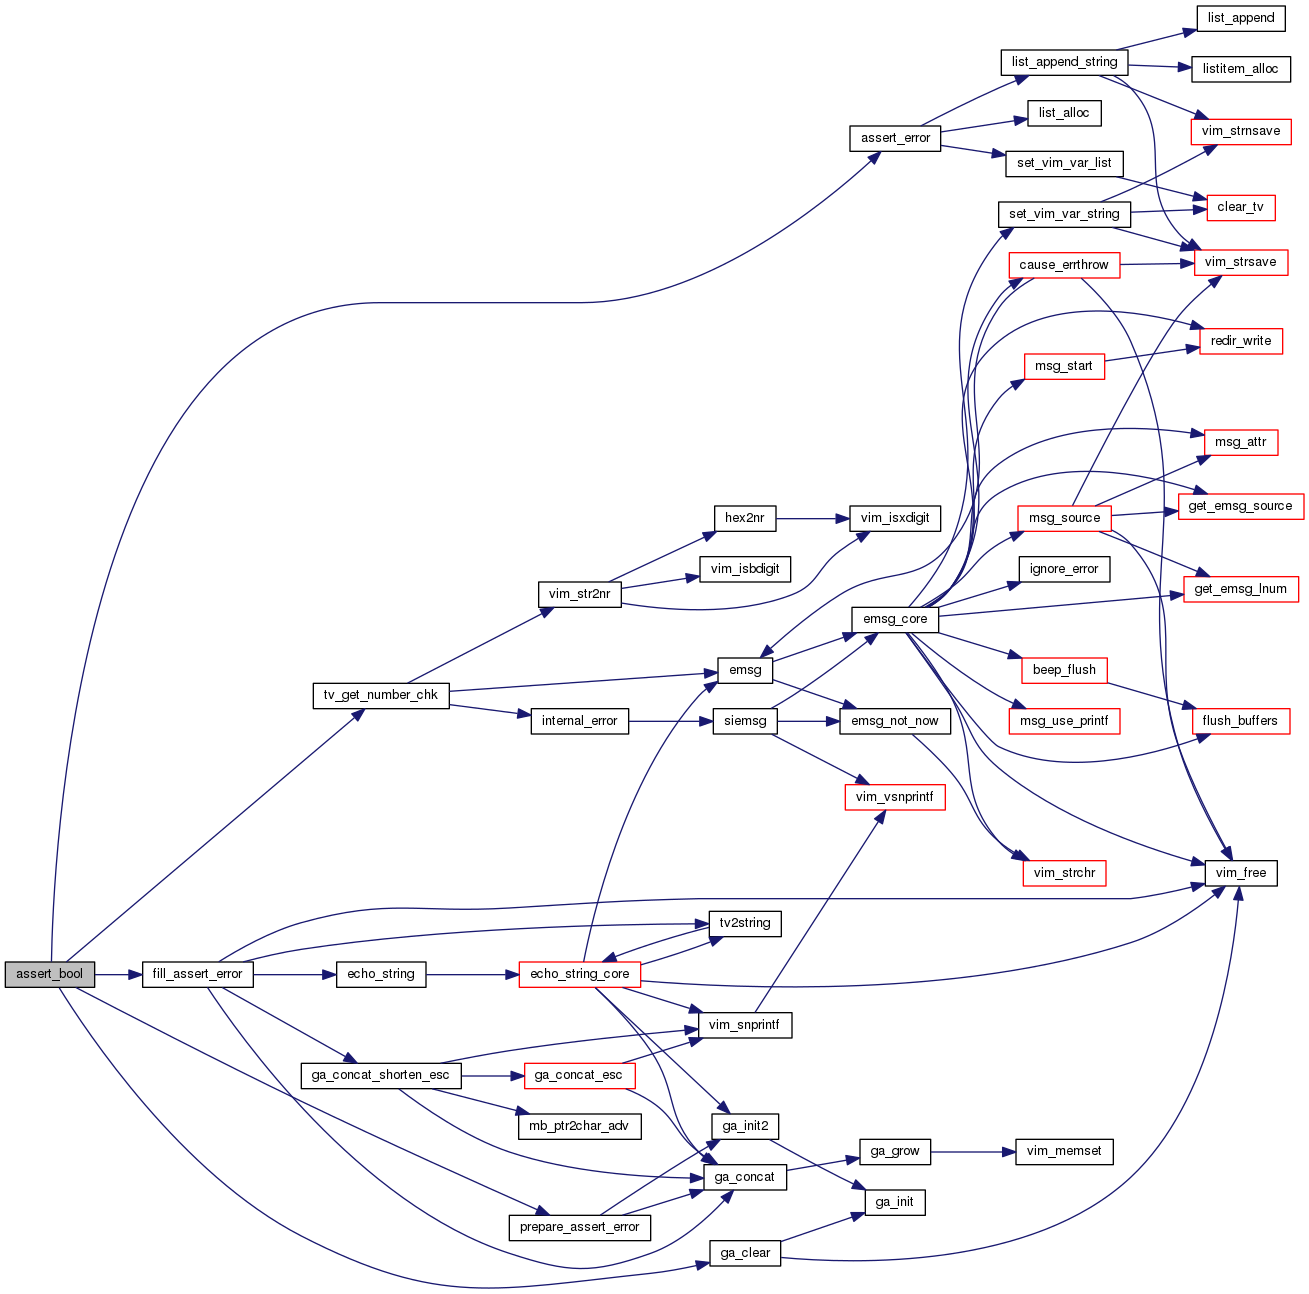 list_append
list_append_string
listitem_alloc
list_alloc
vim_strnsave
assert_error
set_vim_var_list
set_vim_var_string
clear_tv
cause_errthrow
vim_strsave
redir_write
msg_start
msg_attr
get_emsg_source
hex2nr
vim_isxdigit
msg_source
vim_isbdigit
ignore_error
vim_str2nr
get_emsg_lnum
emsg_core
emsg
beep_flush
tv_get_number_chk
internal_error
siemsg
emsg_not_now
msg_use_printf
flush_buffers
vim_vsnprintf
vim_strchr
vim_free
tv2string
assert_bool
fill_assert_error
echo_string
echo_string_core
vim_snprintf
ga_concat_shorten_esc
ga_concat_esc
mb_ptr2char_adv
ga_init2
ga_grow
vim_memset
ga_concat
ga_init
prepare_assert_error
ga_clear